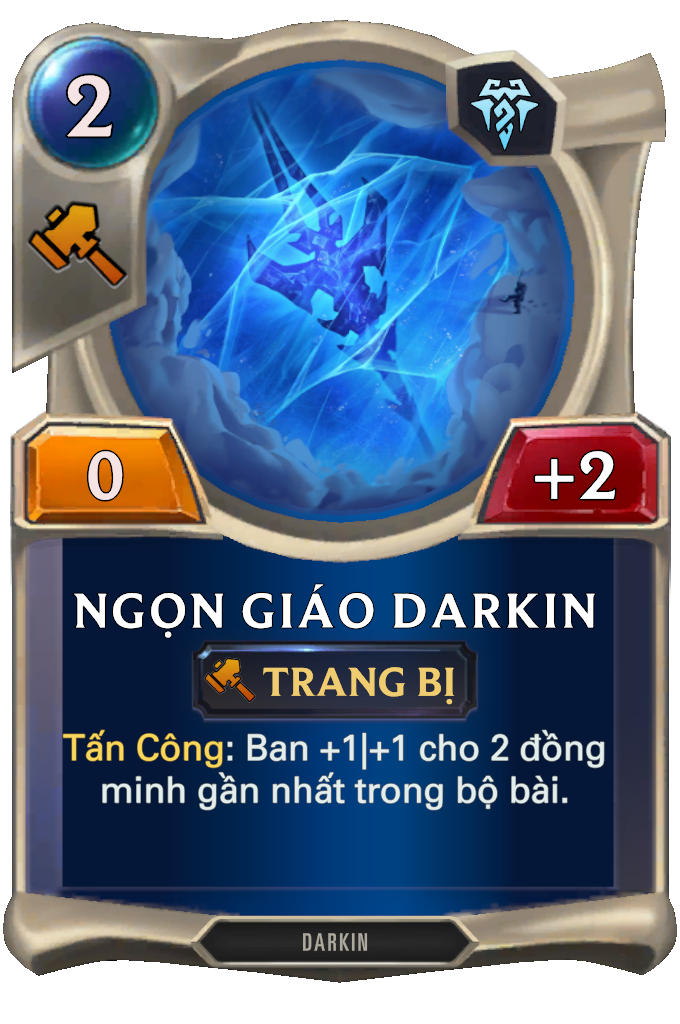 2
0
+2
NGỌN GIÁO DARKIN
TRANG BỊ
Tấn Công: Ban +1|+1 cho 2 đồng
minh gần nhất trong bộ bài.
DARKIN